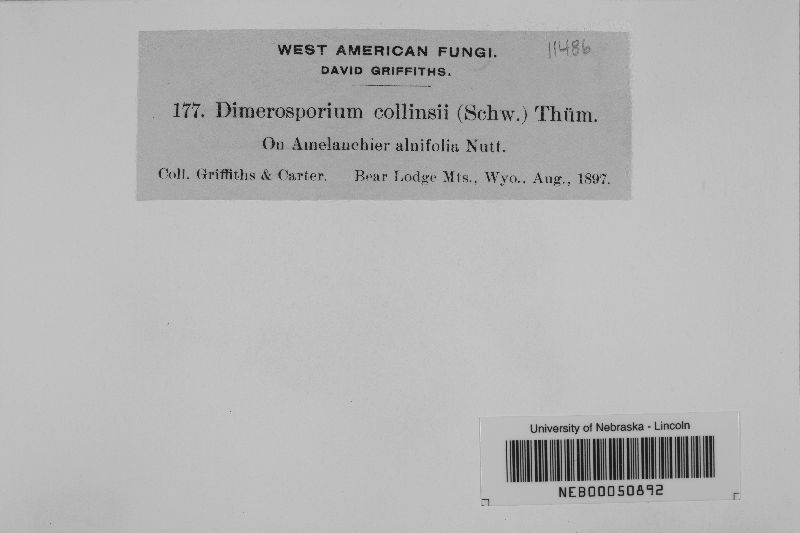 WEST AMERICAN FUNGI. 11486
DAVID GRIFFITHS.
177. Dimerosporium collinsii (Schw.) Thüm.
On Amelanchier alnifolia Nutt.
Coll. Griffiths & Carter. Bear Lodge Mts., Wyo., Aug., 1897.
University of Nebraska - Lincoln
NEB00050892